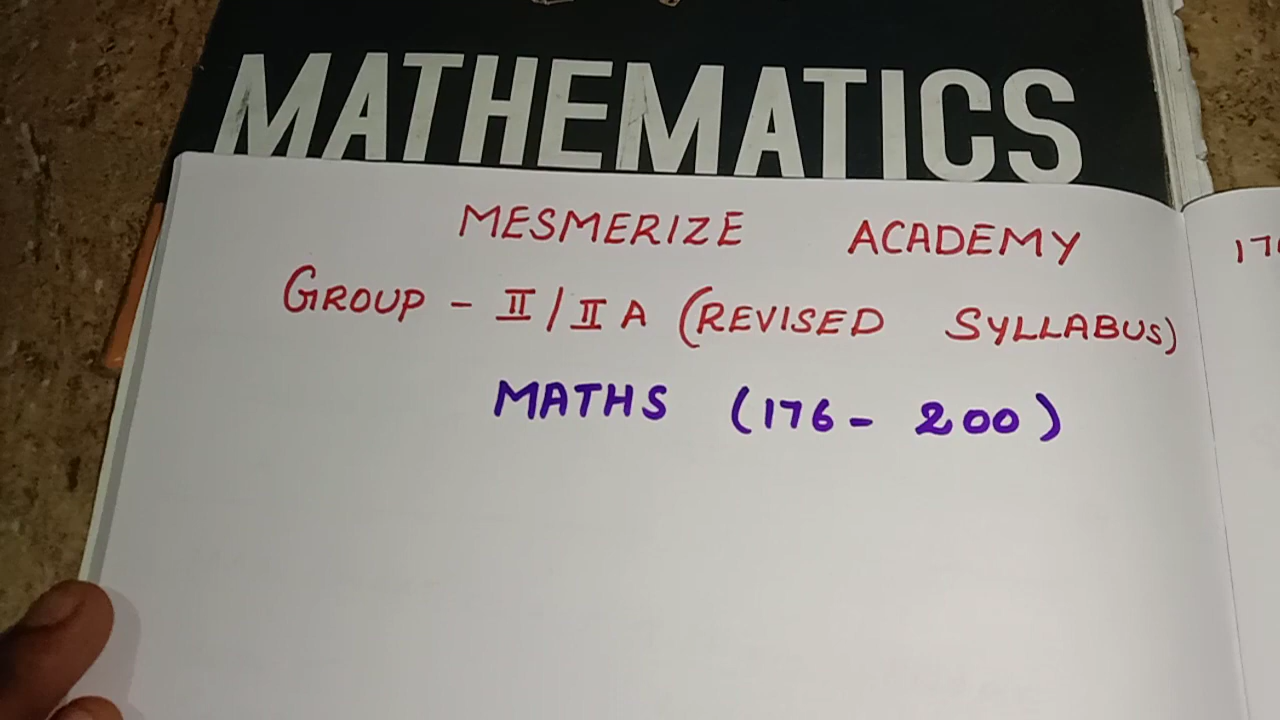 MATHEMATICS
MESMERIZE ACADEMY
GROUP - II/II A (REVISED SYLLABUS)
MATHS (176 - 200)